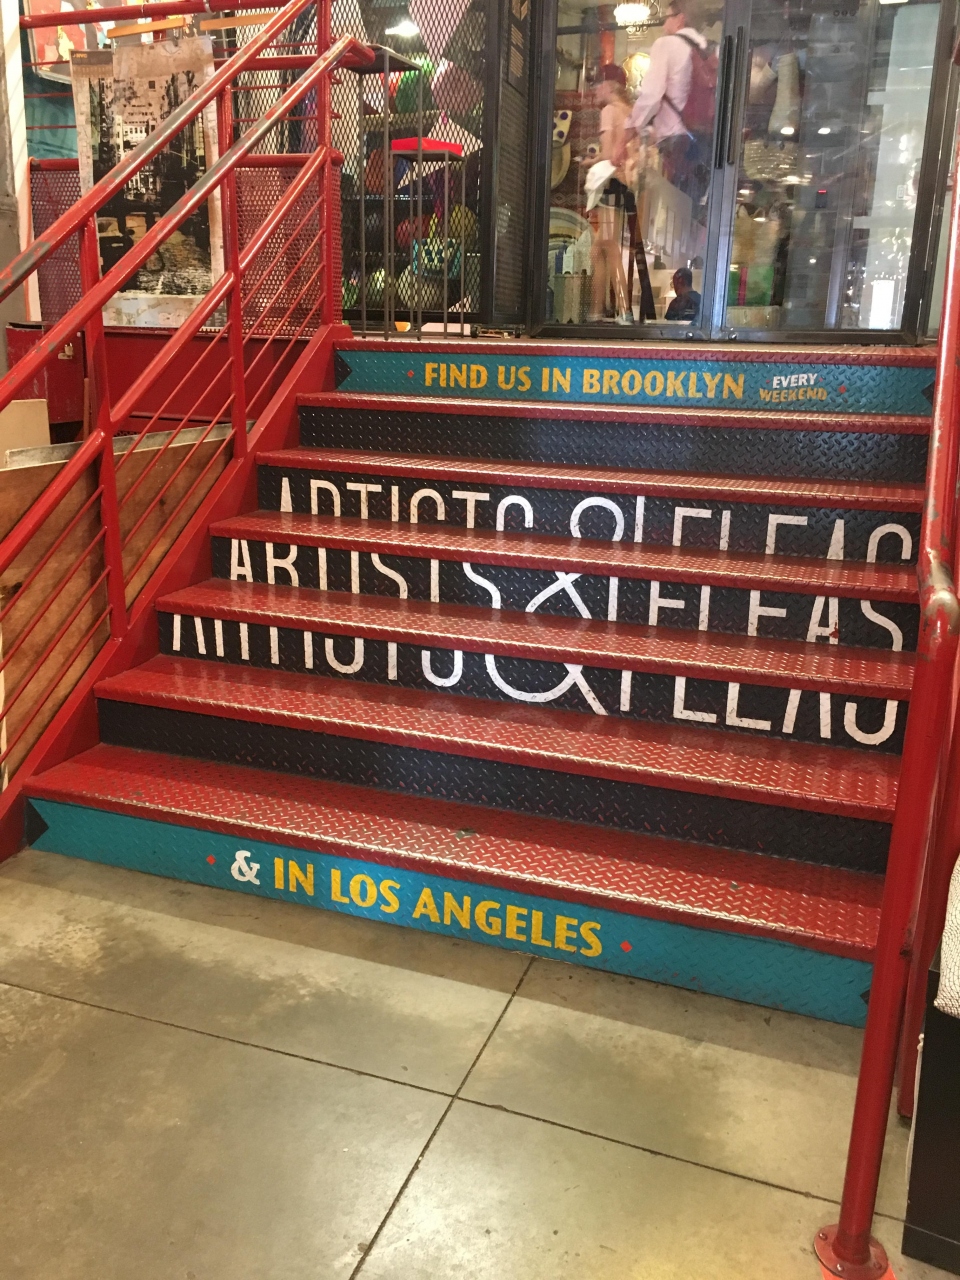 FIND US IN BROOKLYN EVERY WEEKEND
ARTISTS & FLEAS
& IN LOS ANGELES